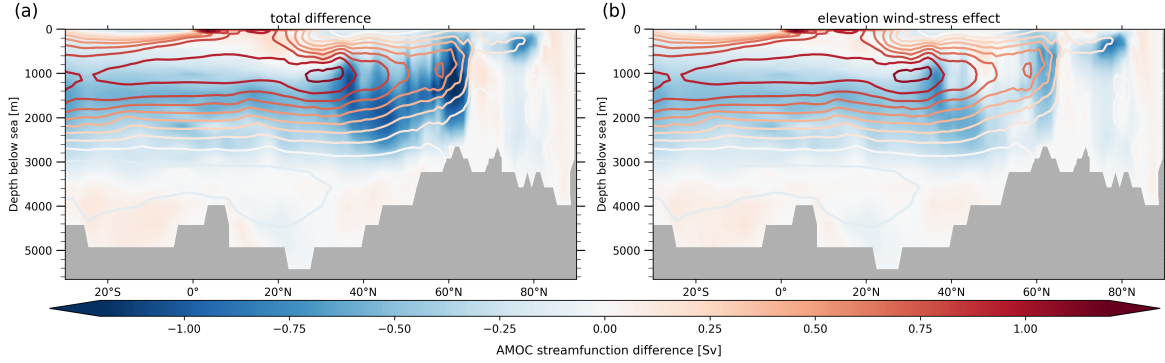 (a)
total difference
(b)
elevation wind-stress effect
0
1000
2000
3000
4000
5000
Depth below sea [m]
0
1000
2000
3000
4000
5000
Depth below sea [m]
20°S 0° 20°N 40°N 60°N 80°N
20°S 0° 20°N 40°N 60°N 80°N
−1.00 −0.75 −0.50 −0.25 0.00 0.25 0.50 0.75 1.00
AMOC streamfunction difference [Sv]